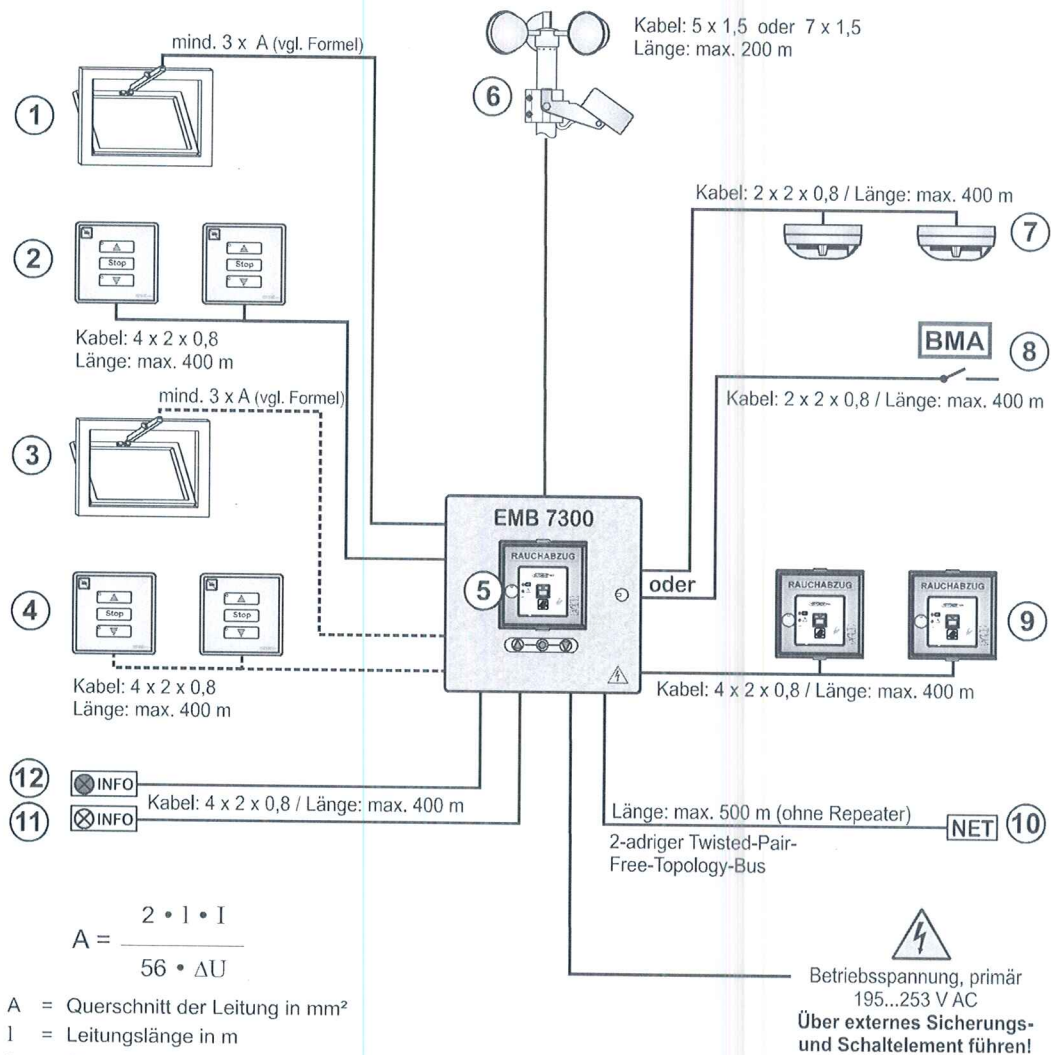 mind. 3 x A (vgl. Formel)
1
Kabel: 5 x 1,5 oder 7 x 1,5
Länge: max. 200 m
6
Kabel: 2 x 2 x 0,8 / Länge: max. 400 m
7
2
Stop
Stop
Kabel: 4 x 2 x 0,8
Länge: max. 400 m
BMA
8
Kabel: 2 x 2 x 0,8 / Länge: max. 400 m
mind. 3 x A (vgl. Formel)
3
EMB 7300
RAUCHABZUG
5
oder
4
Stop
Stop
Kabel: 4 x 2 x 0,8
Länge: max. 400 m
RAUCHABZUG
RAUCHABZUG
9
Kabel: 4 x 2 x 0,8 / Länge: max. 400 m
12
INFO
Kabel: 4 x 2 x 0,8 / Länge: max. 400 m
11
INFO
Länge: max. 500 m (ohne Repeater)
NET
10
2-adriger Twisted-Pair-
Free-Topology-Bus
A = 2 • l • I
56 • ΔU
A = Querschnitt der Leitung in mm²
l = Leitungslänge in m
Betriebsspannung, primär
195...253 V AC
Über externes Sicherungs-
und Schaltelement führen!